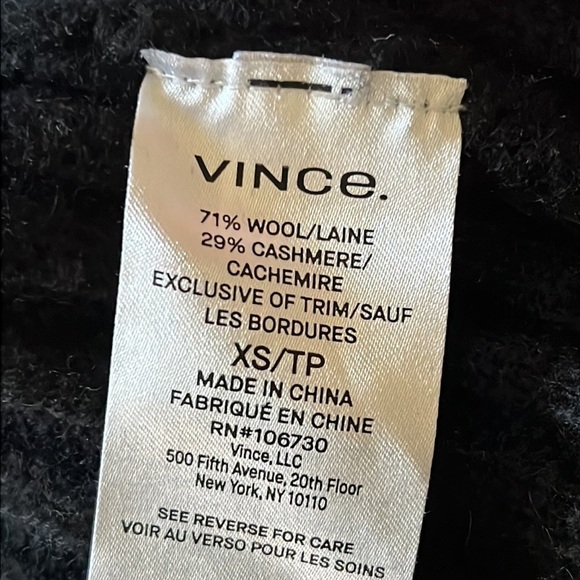 VINCe.
71% WOOL/LAINE
29% CASHMERE/
CACHEMIRE
EXCLUSIVE OF TRIM/SAUF
LES BORDURES
XS/TP
MADE IN CHINA
FABRIQUÉ EN CHINE
RN#106730
Vince, LLC
500 Fifth Avenue, 20th Floor
New York, NY 10110
SEE REVERSE FOR CARE
VOIR AU VERSO POUR LES SOINS